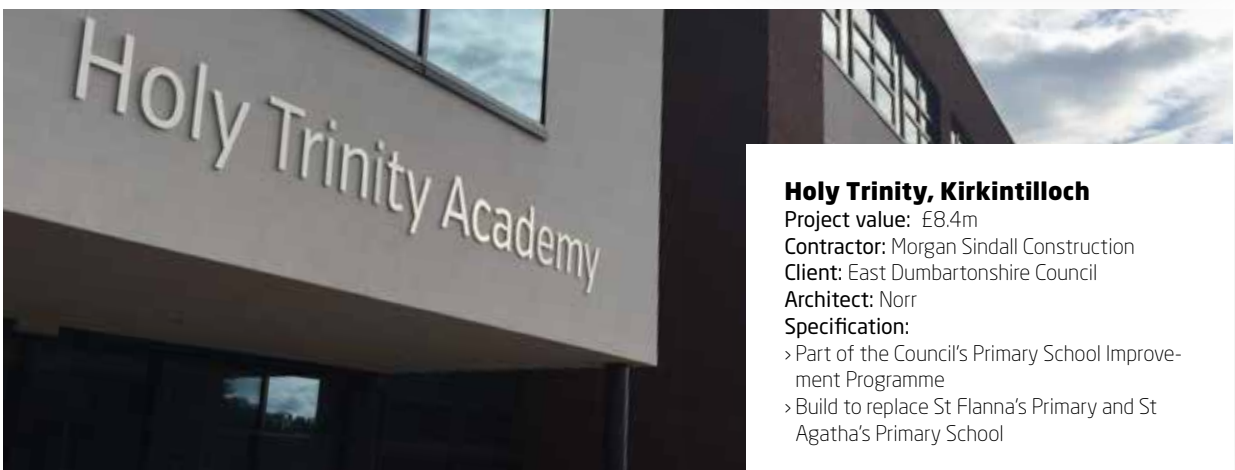 Holy Trinity Academy
Holy Trinity, Kirkintilloch
Project value: £8.4m
Contractor: Morgan Sindall Construction
Client: East Dumbartonshire Council
Architect: Norr
Specification:
› Part of the Council's Primary School Improve-
ment Programme
› Build to replace St Flanna's Primary and St
Agatha's Primary School